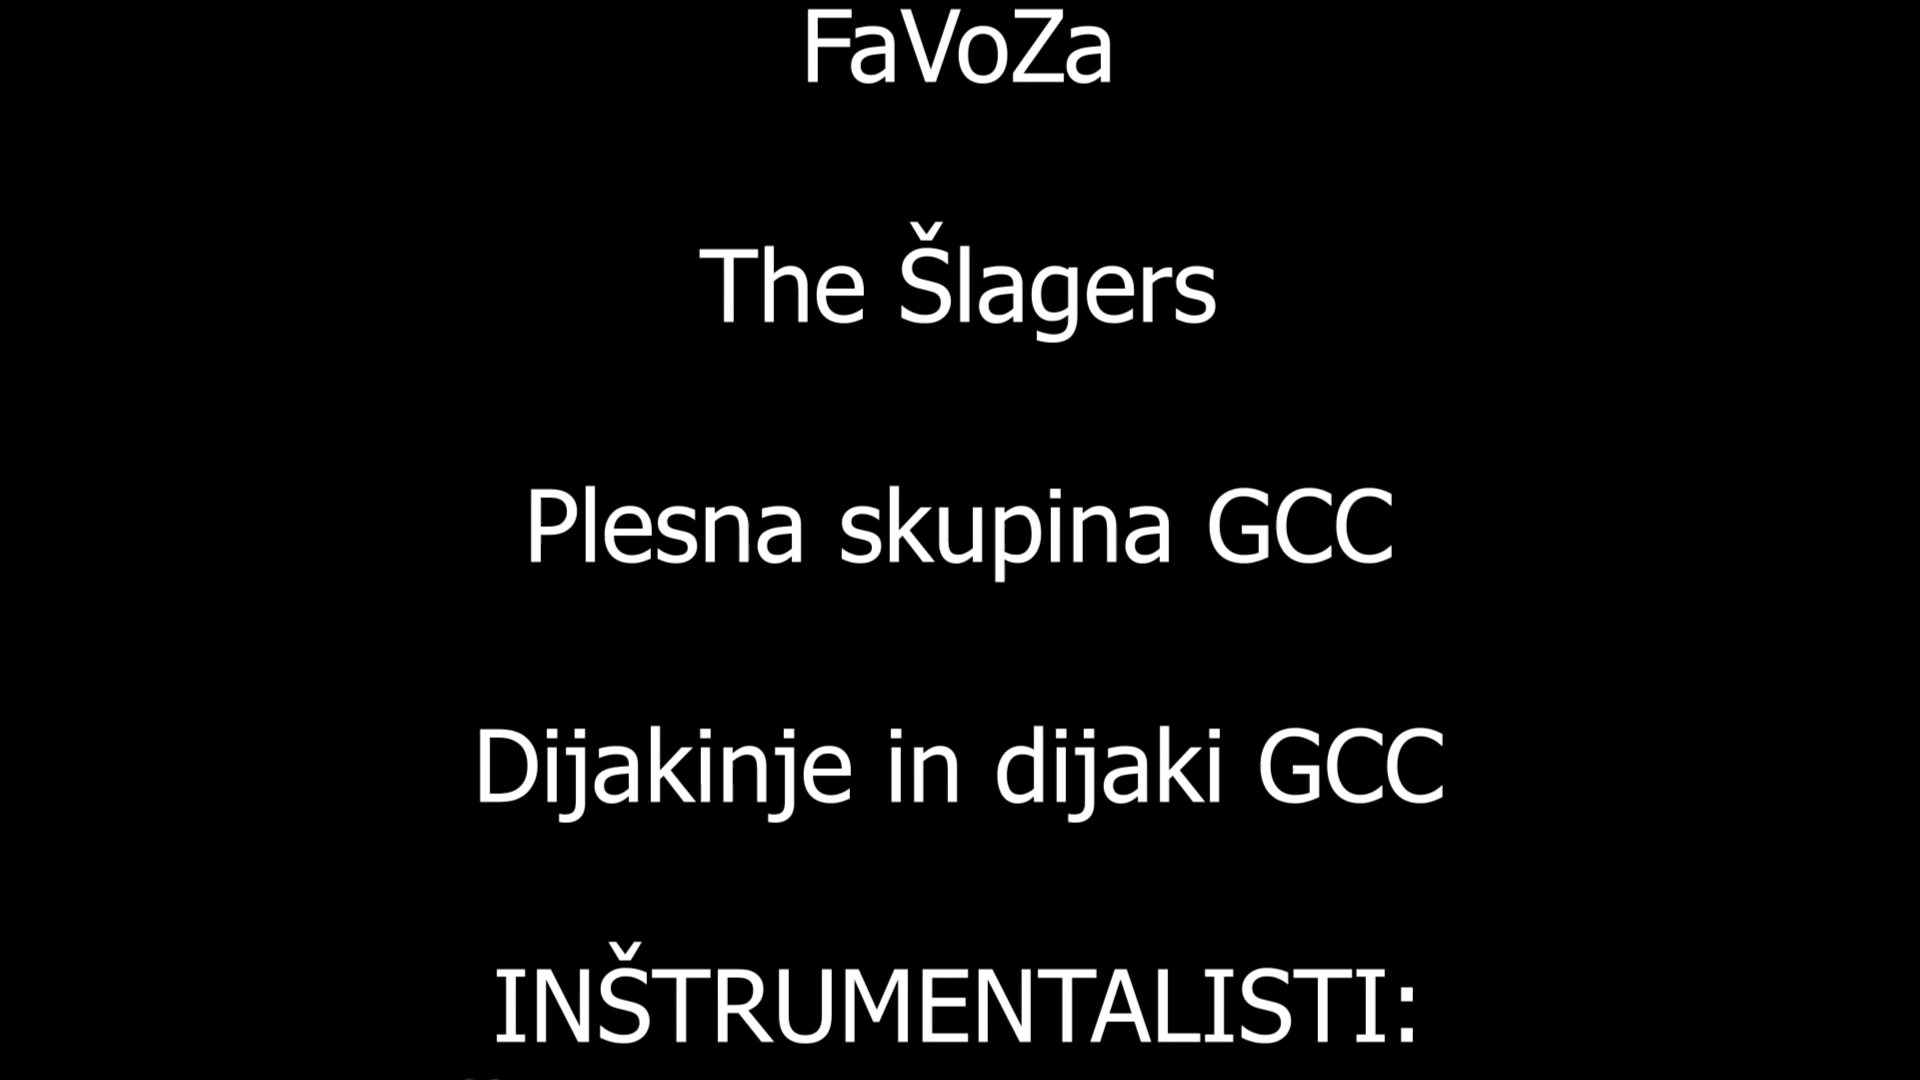 FaVoZa
The Šlagers
Plesna skupina GCC
Dijakinje in dijaki GCC
INŠTRUMENTALISTI: